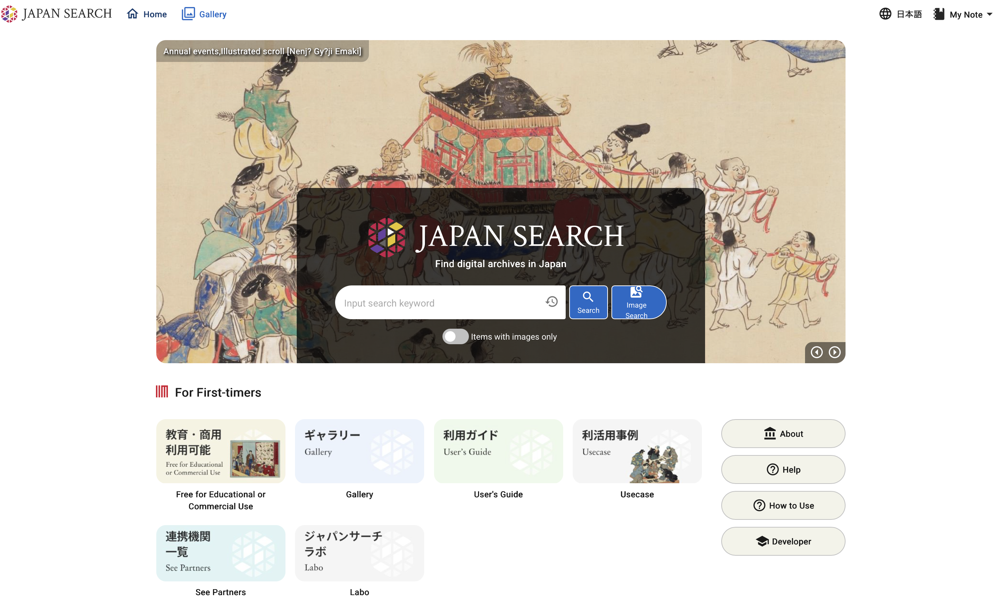 JAPAN SEARCH
Home
Gallery
日本語
My Note
Annual events,Illustrated scroll [Nenj? Gy?ji Emaki]
JAPAN SEARCH
Find digital archives in Japan
Input search keyword
Search
Image
Search
Items with images only
For First-timers
教育・商用
利用可能
Free for Educational
or Commercial Use
Free for Educational or
Commercial Use
ギャラリー
Gallery
Gallery
利用ガイド
User's Guide
User's Guide
利活用事例
Usecase
Usecase
About
Help
How to Use
Developer
連携機関
一覧
See Partners
See Partners
ジャパンサーチ
ラボ
Labo
Labo